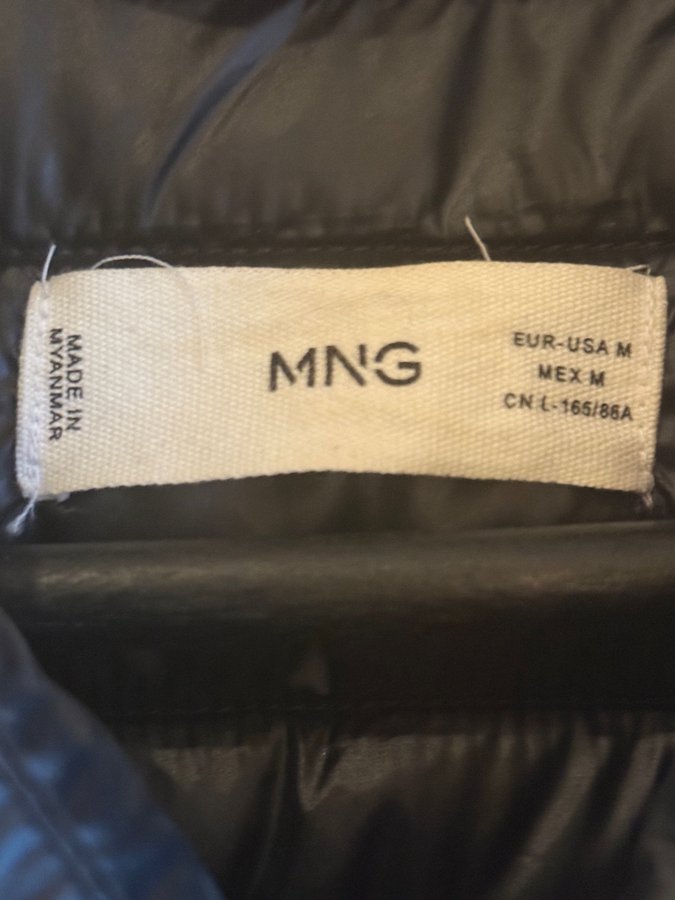 MADE IN
MYANMAR
MNG
EUR-USA M
MEX M
CN L-165/86A